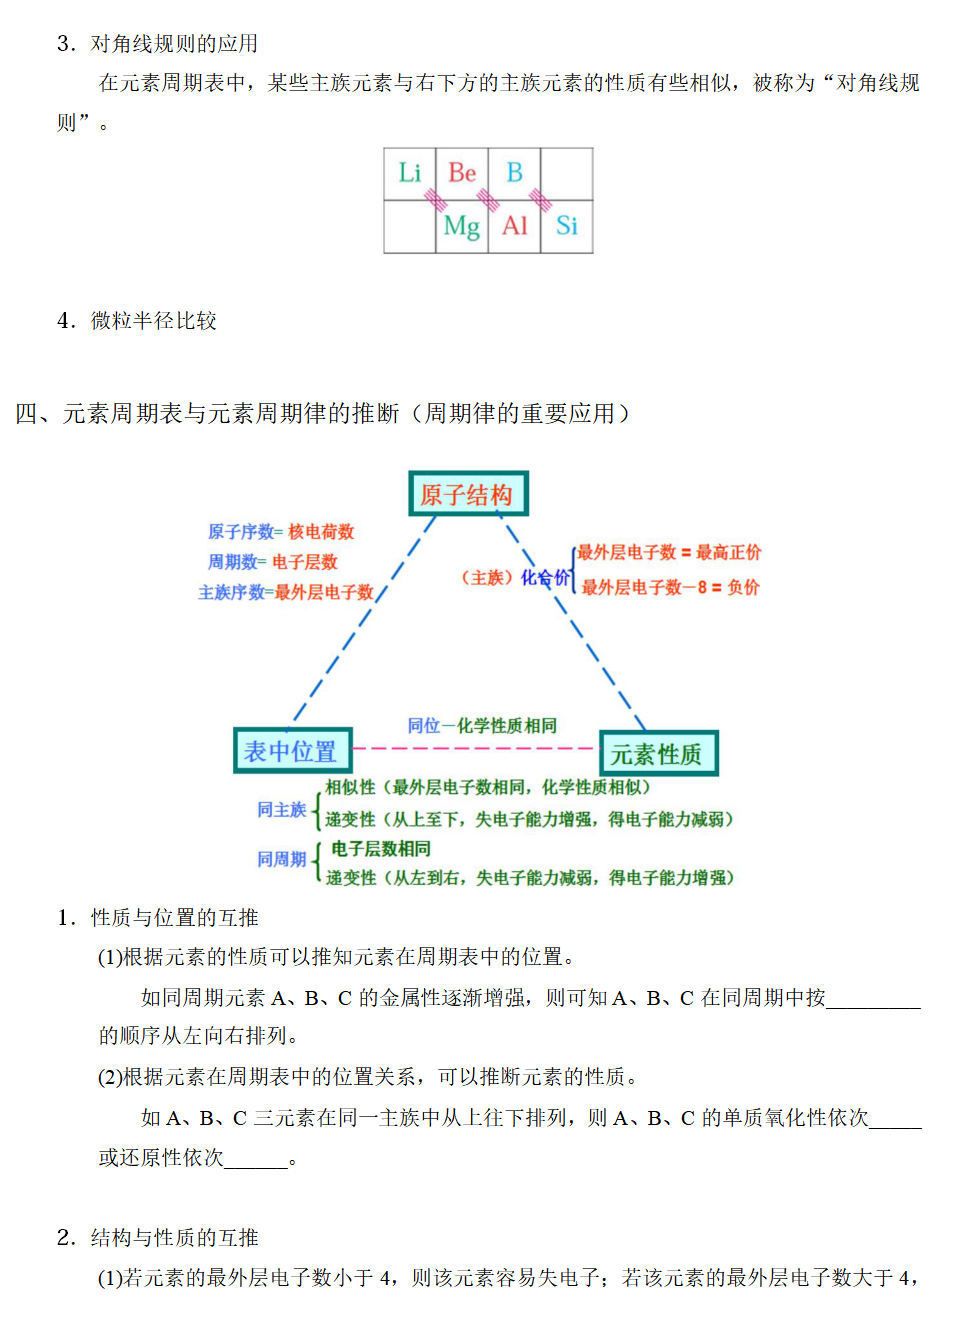 3．对角线规则的应用
在元素周期表中，某些主族元素与右下方的主族元素的性质有些相似，被称为“对角线规
则”。
Li Be B
Mg Al Si
4．微粒半径比较
四、元素周期表与元素周期律的推断（周期律的重要应用）
原子结构
原子序数= 核电荷数
周期数= 电子层数
主族序数=最外层电子数
（主族）化合价
最外层电子数 = 最高正价
最外层电子数－8 = 负价
同位－化学性质相同
表中位置
元素性质
同主族
相似性（最外层电子数相同，化学性质相似）
递变性（从上至下，失电子能力增强，得电子能力减弱）
同周期
电子层数相同
递变性（从左到右，失电子能力减弱，得电子能力增强）
1．性质与位置的互推
(1)根据元素的性质可以推知元素在周期表中的位置。
如同周期元素 A、B、C 的金属性逐渐增强，则可知 A、B、C 在同周期中按_________
的顺序从左向右排列。
(2)根据元素在周期表中的位置关系，可以推断元素的性质。
如 A、B、C 三元素在同一主族中从上往下排列，则 A、B、C 的单质氧化性依次_____
或还原性依次______。
2．结构与性质的互推
(1)若元素的最外层电子数小于 4，则该元素容易失电子；若该元素的最外层电子数大于 4，